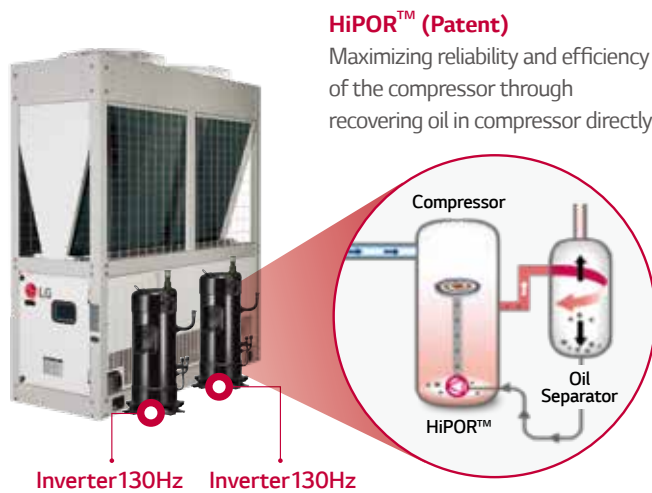 HiPOR™ (Patent)
Maximizing reliability and efficiency
of the compressor through
recovering oil in compressor directly
Compressor
LG
Oil
Separator
HiPOR™
Inverter130Hz Inverter130Hz